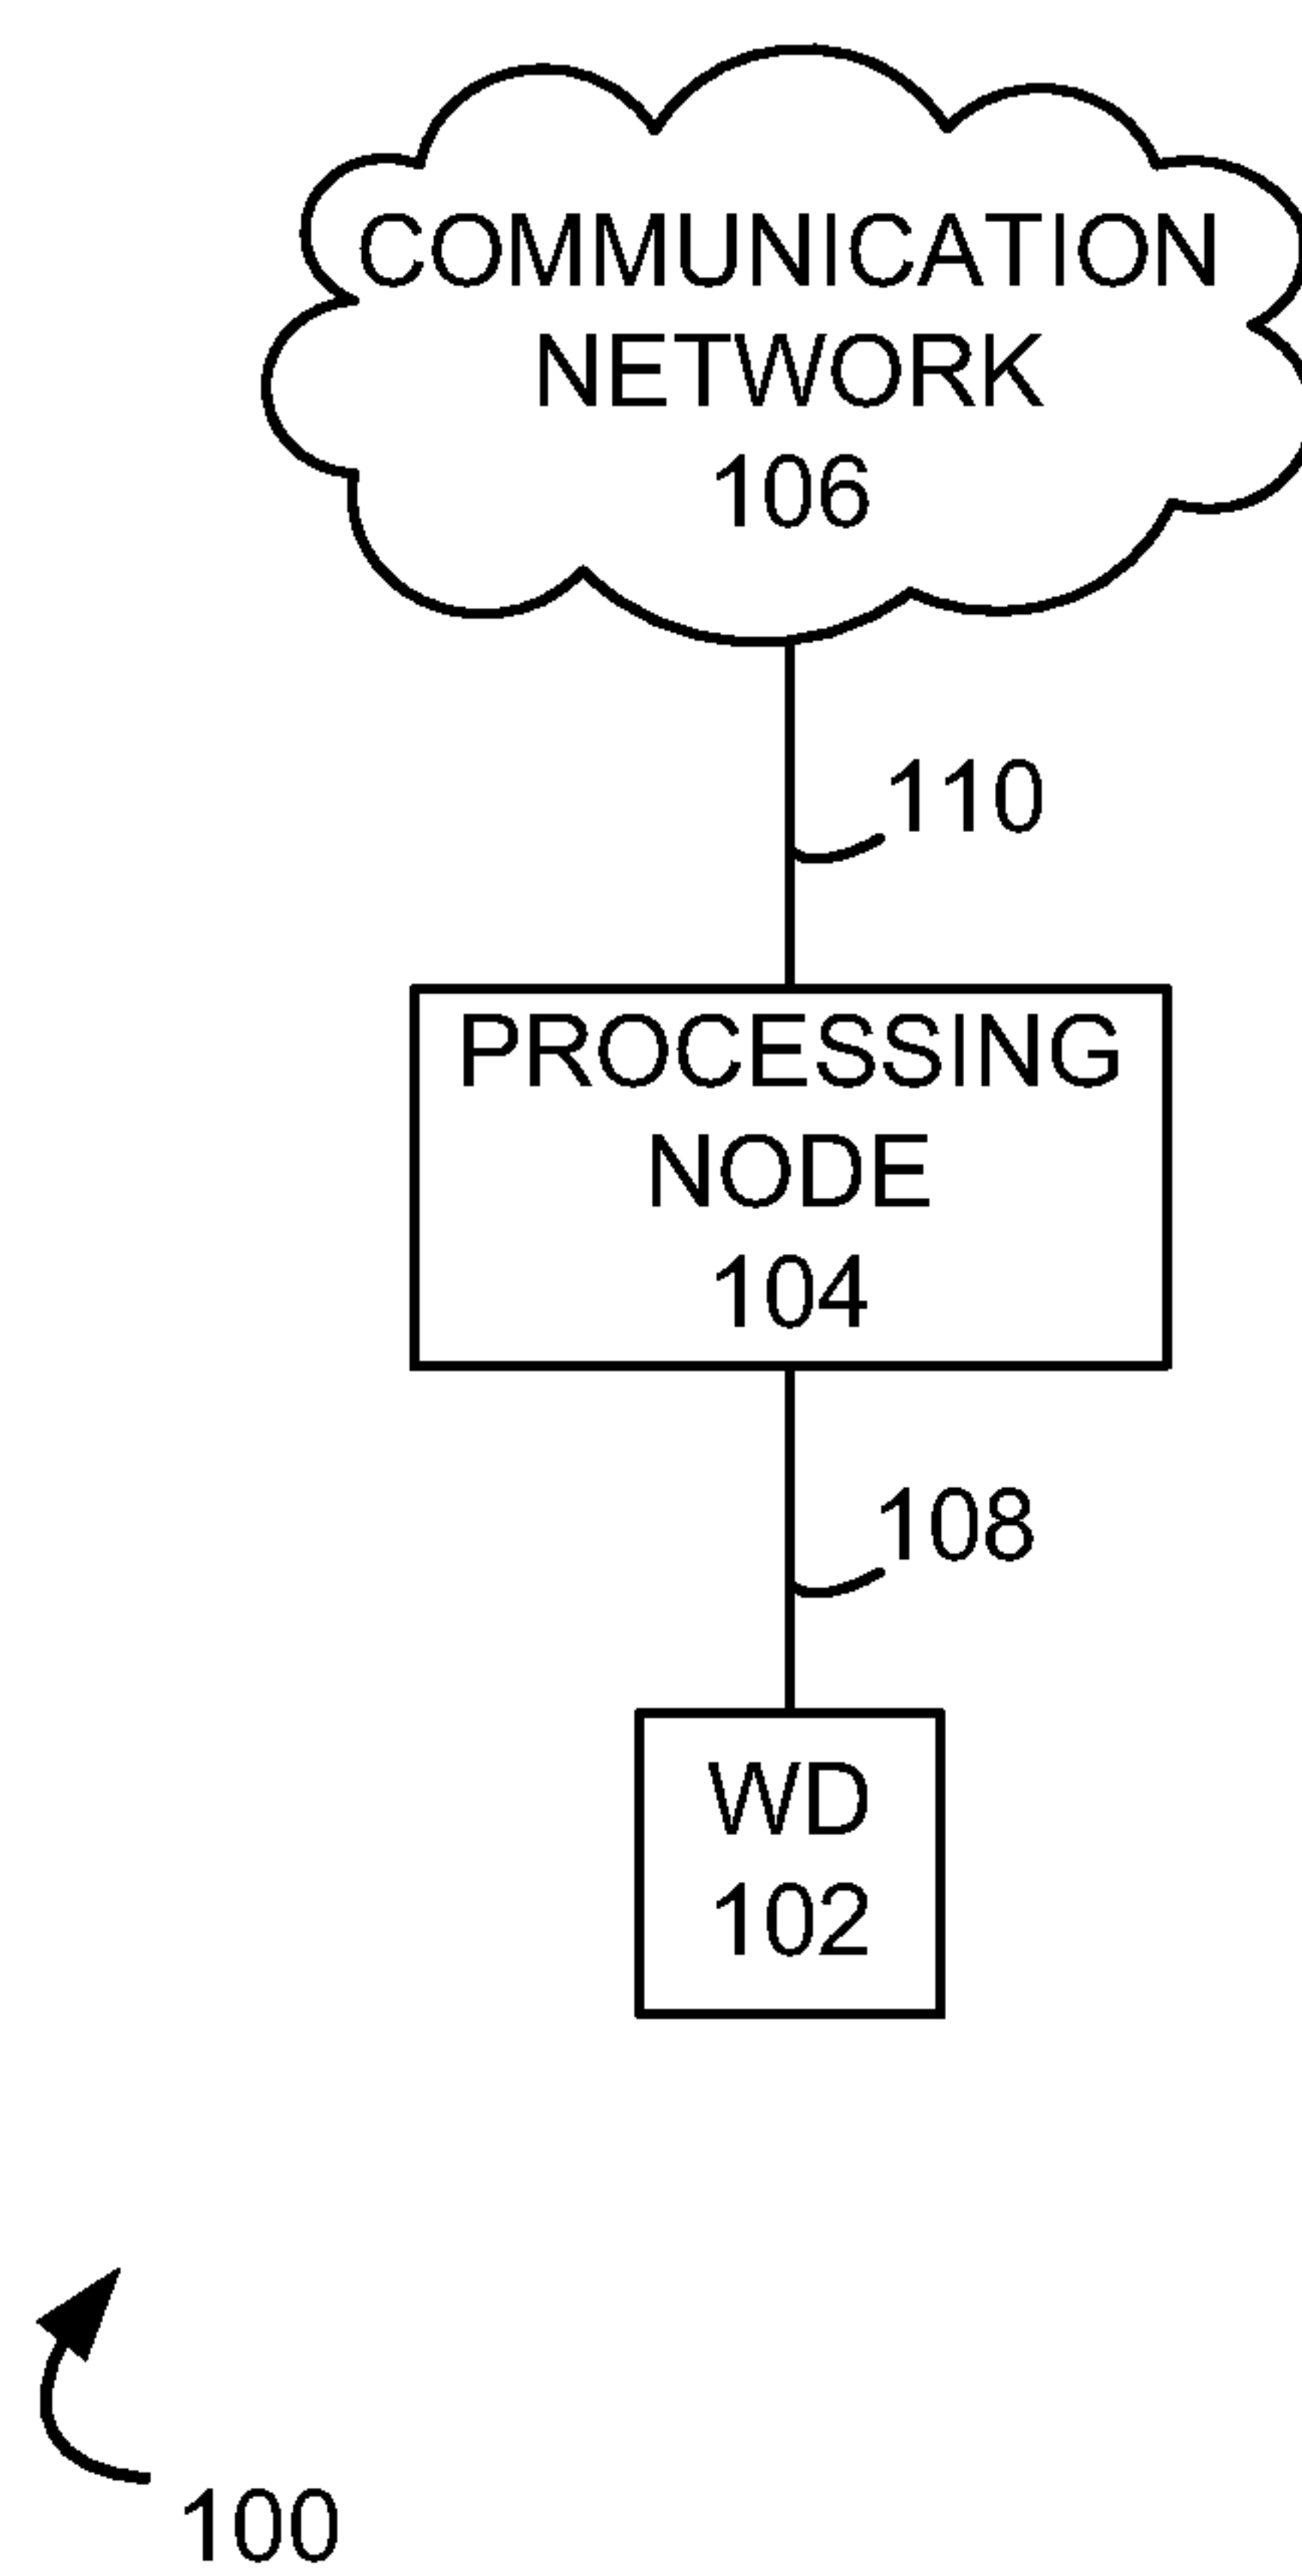 COMMUNICATION
NETWORK
106
110
PROCESSING
NODE
104
108
WD
102
100